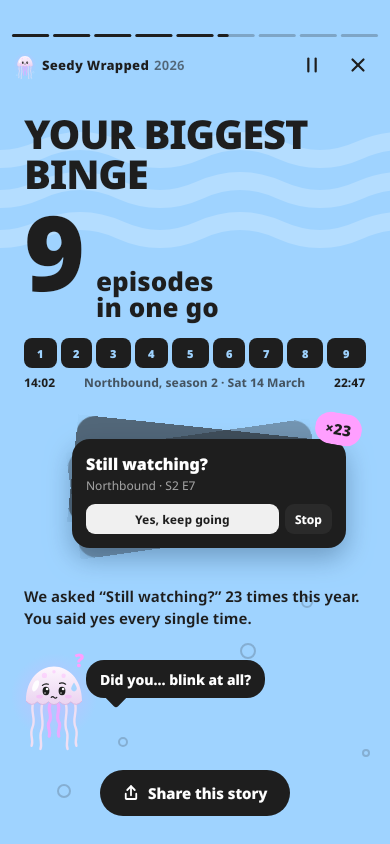 Seedy Wrapped 2026
YOUR BIGGEST
BINGE
9 episodes
in one go
1 2 3 4 5 6 7 8 9
14:02 Northbound, season 2 · Sat 14 March 22:47
×23
Still watching?
Northbound · S2 E7
Yes, keep going Stop
We asked “Still watching?” 23 times this year.
You said yes every single time.
?
Did you... blink at all?
Share this story